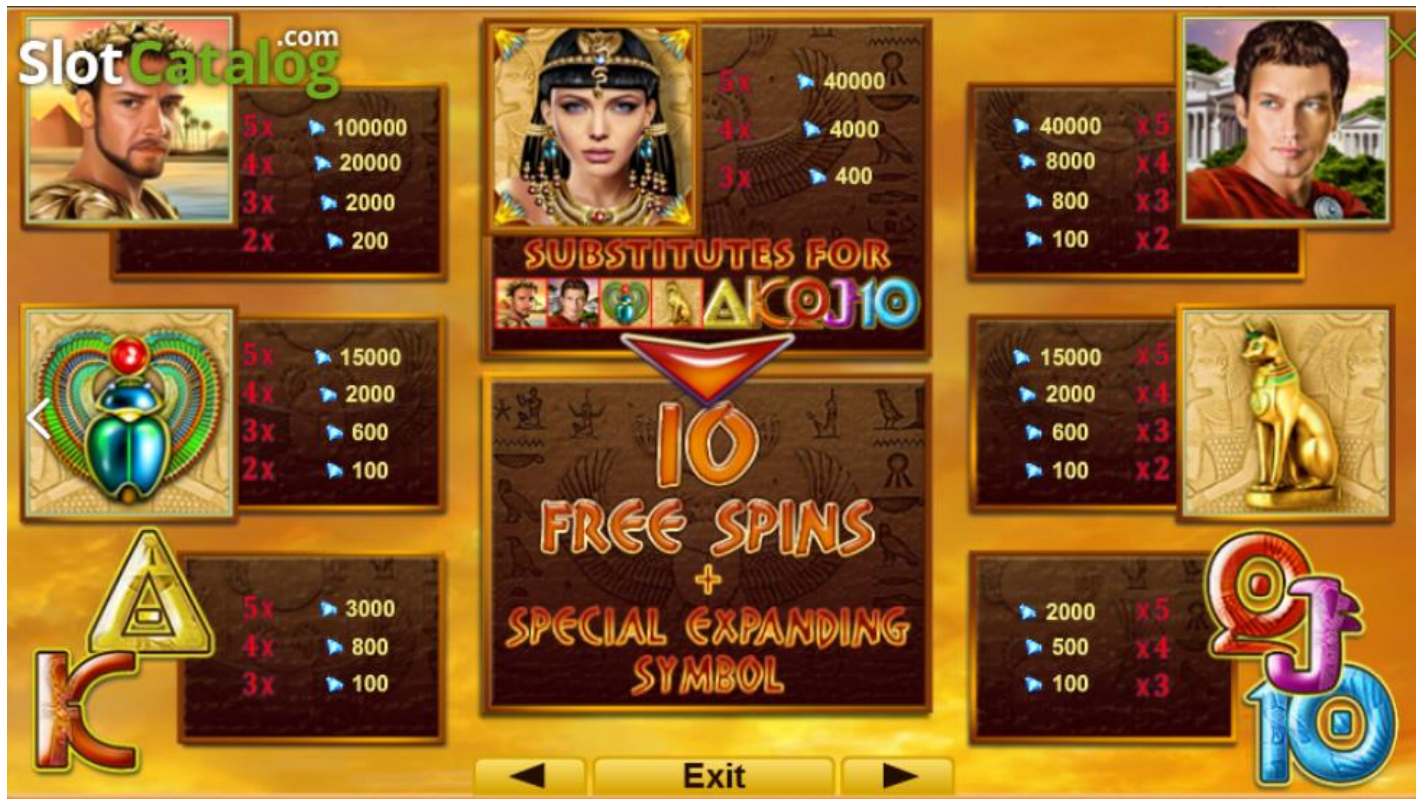 SlotCatalog.com
5x 100000
4x 20000
3x 2000
2x 200
5x 40000
4x 4000
3x 400
SUBSTITUTES FOR
A K Q J 10
40000 x5
8000 x4
800 x3
100 x2
5x 15000
4x 2000
3x 600
2x 100
10
FREE SPINS
+
SPECIAL EXPANDING
SYMBOL
15000 x5
2000 x4
600 x3
100 x2
A
K
5x 3000
4x 800
3x 100
2000 x5
500 x4
100 x3
Q
J
10
Exit